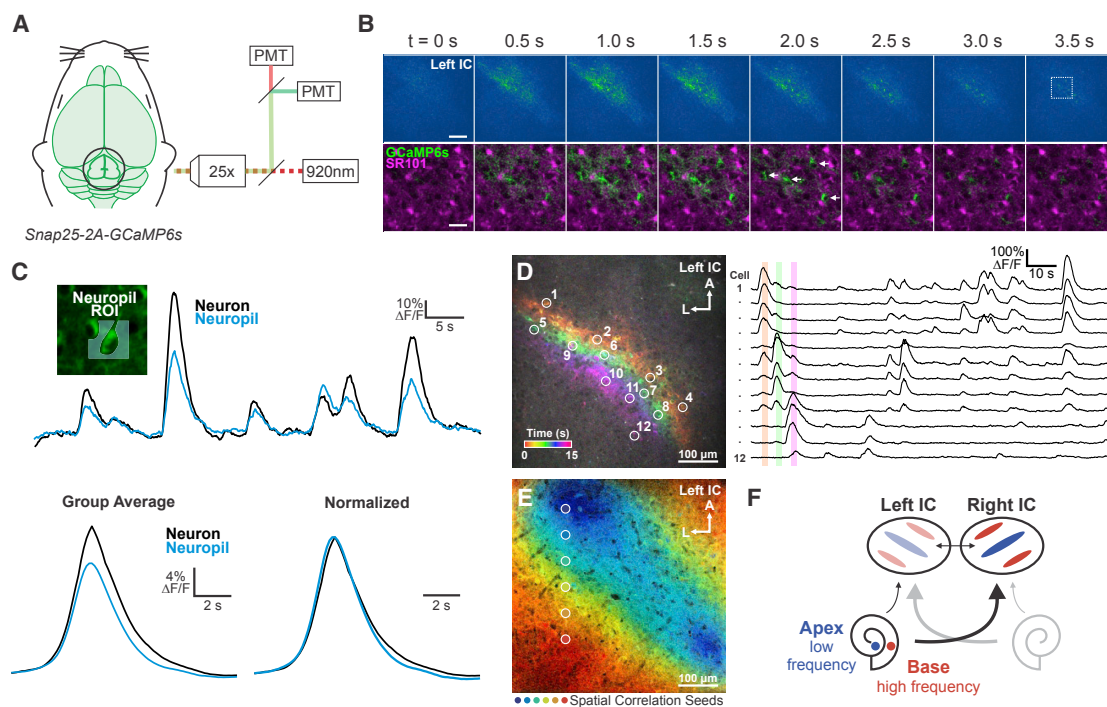 A
PMT
PMT
25x
920nm
Snap25-2A-GCaMP6s
B
t = 0 s 0.5 s 1.0 s 1.5 s 2.0 s 2.5 s 3.0 s 3.5 s
Left IC
GCaMP6s
SR101
C
Neuropil
ROI
Neuron
Neuropil
10%
ΔF/F
5 s
Group Average
Neuron
Neuropil
4%
ΔF/F
2 s
Normalized
2 s
D
Left IC
A
L
1
2
3
4
5
6
7
8
9
10
11
12
Time (s)
0 15
100 µm
100%
ΔF/F
10 s
Cell
1
12
E
Left IC
A
L
100 µm
Spatial Correlation Seeds
F
Left IC Right IC
Apex
low
frequency
Base
high frequency